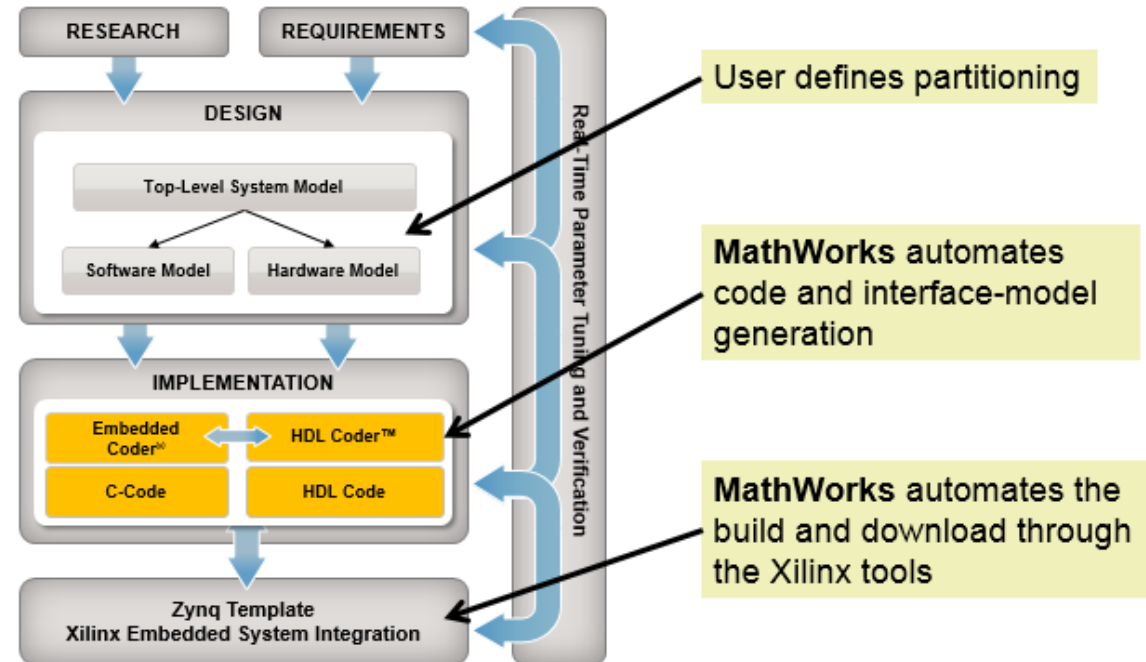 RESEARCH
REQUIREMENTS
DESIGN
Top-Level System Model
Software Model
Hardware Model
IMPLEMENTATION
Embedded
Coder®
HDL Coder™
C-Code
HDL Code
Zynq Template
Xilinx Embedded System Integration
Real-Time Parameter Tuning and Verification
User defines partitioning
MathWorks automates
code and interface-model
generation
MathWorks automates the
build and download through
the Xilinx tools